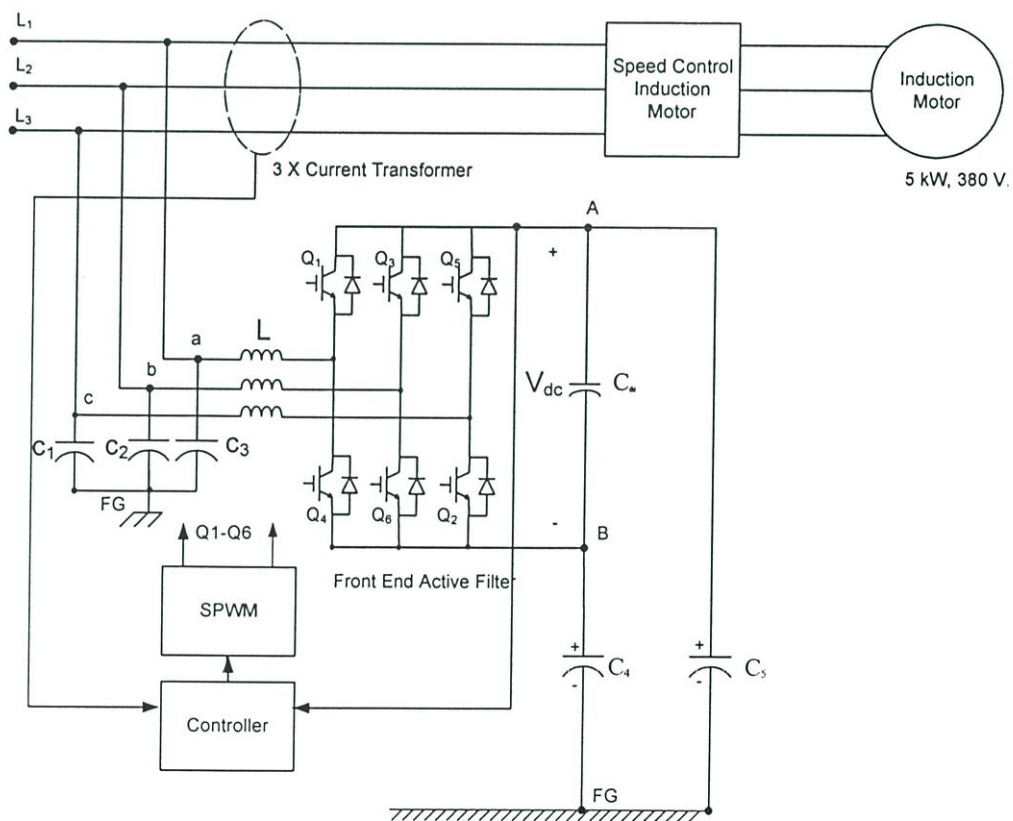 L₁
L₂
L₃
Speed Control
Induction
Motor
Induction
Motor
3 X Current Transformer
5 kW, 380 V.
A
+
Q₁
Q₃
Q₅
L
a
b
c
V_dc
C*
C₁
C₂
C₃
FG
Q₄
Q₆
Q₂
-
B
Q1-Q6
Front End Active Filter
SPWM
+
C₄
-
+
C₅
-
Controller
FG